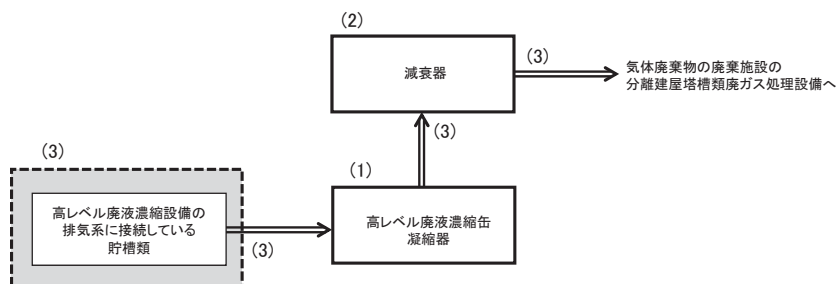 (2)
減衰器
(3)
気体廃棄物の廃棄施設の
分離建屋塔槽類廃ガス処理設備へ
(3)
(3)
(1)
高レベル廃液濃縮設備の
排気系に接続している
貯槽類
(3)
高レベル廃液濃縮缶
凝縮器